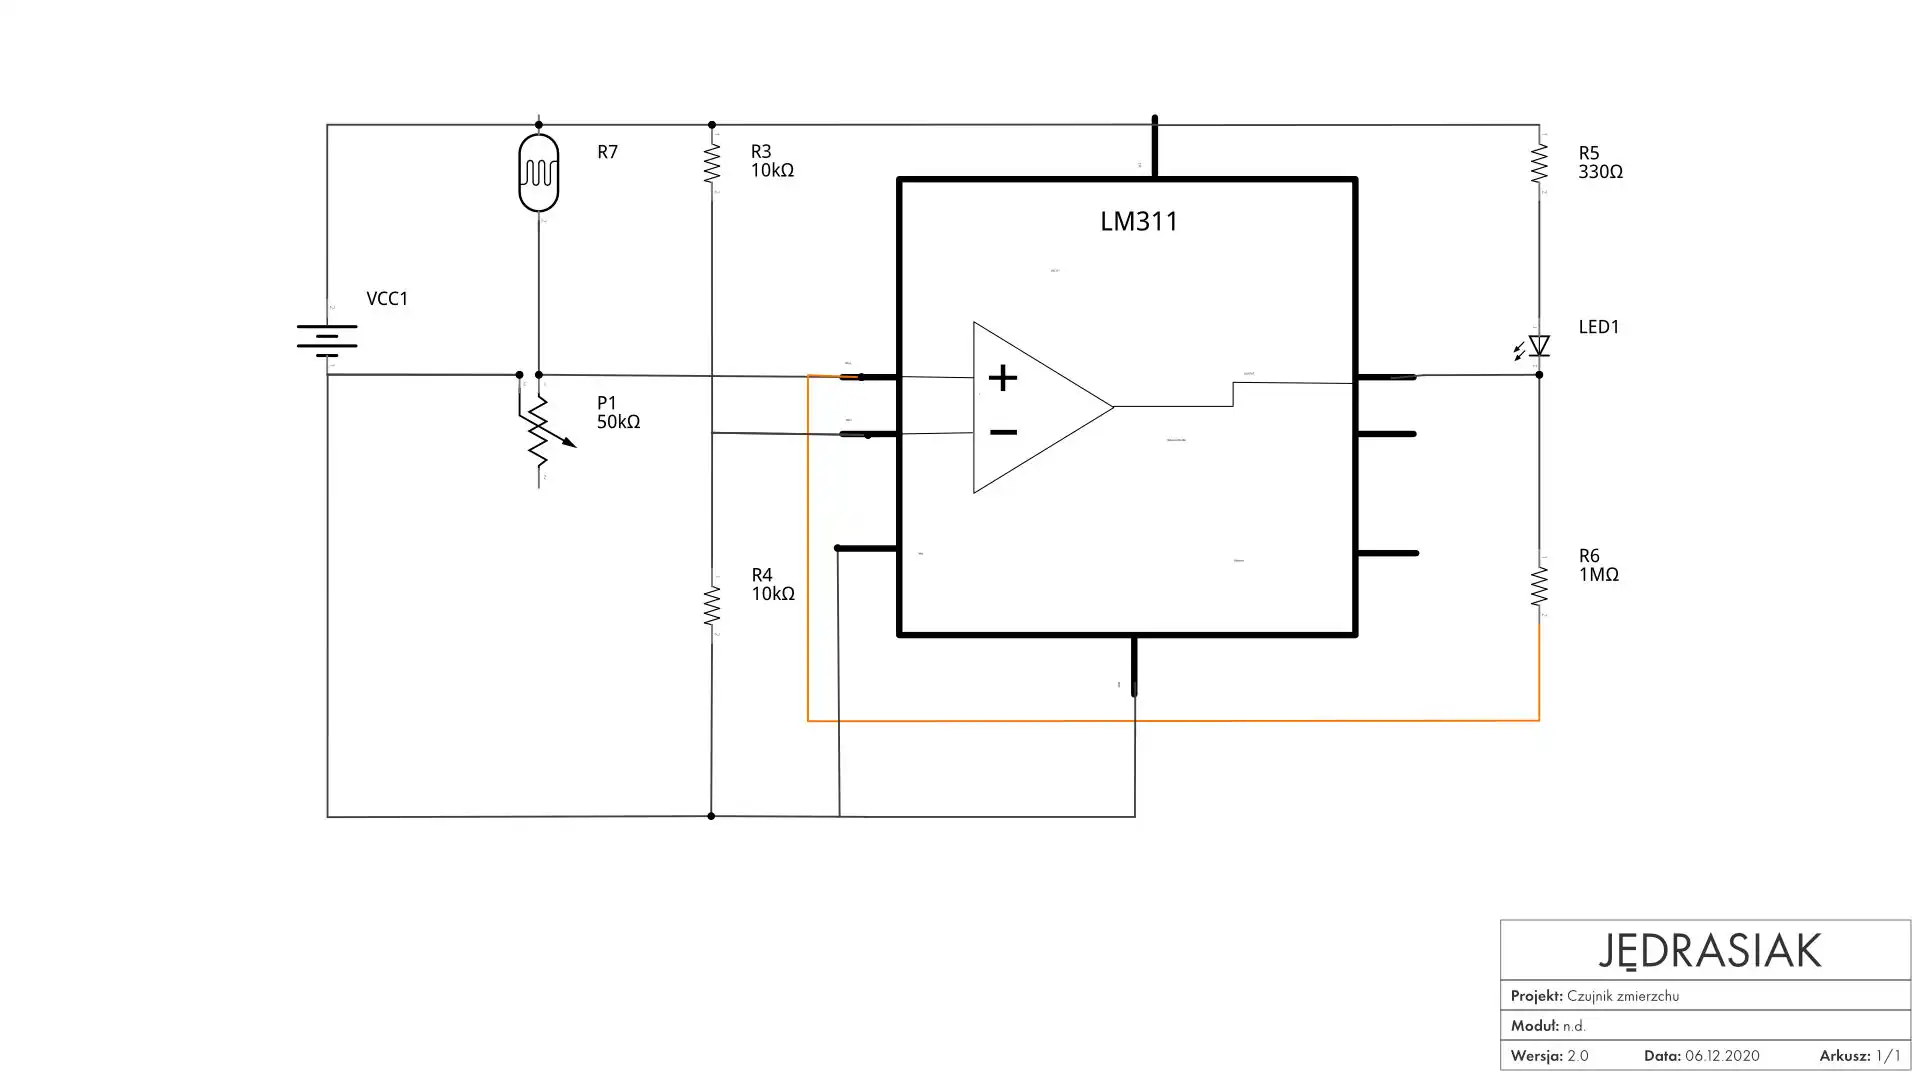 R7
R3
10kΩ
R5
330Ω
LM311
VCC1
LED1
P1
50kΩ
R4
10kΩ
R6
1MΩ
JĘDRASIAK
Projekt: Czujnik zmierzchu
Moduł: n.d.
Wersja: 2.0 Data: 06.12.2020 Arkusz: 1/1